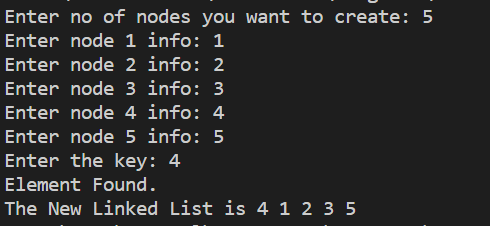 Enter no of nodes you want to create: 5
Enter node 1 info: 1
Enter node 2 info: 2
Enter node 3 info: 3
Enter node 4 info: 4
Enter node 5 info: 5
Enter the key: 4
Element Found.
The New Linked List is 4 1 2 3 5